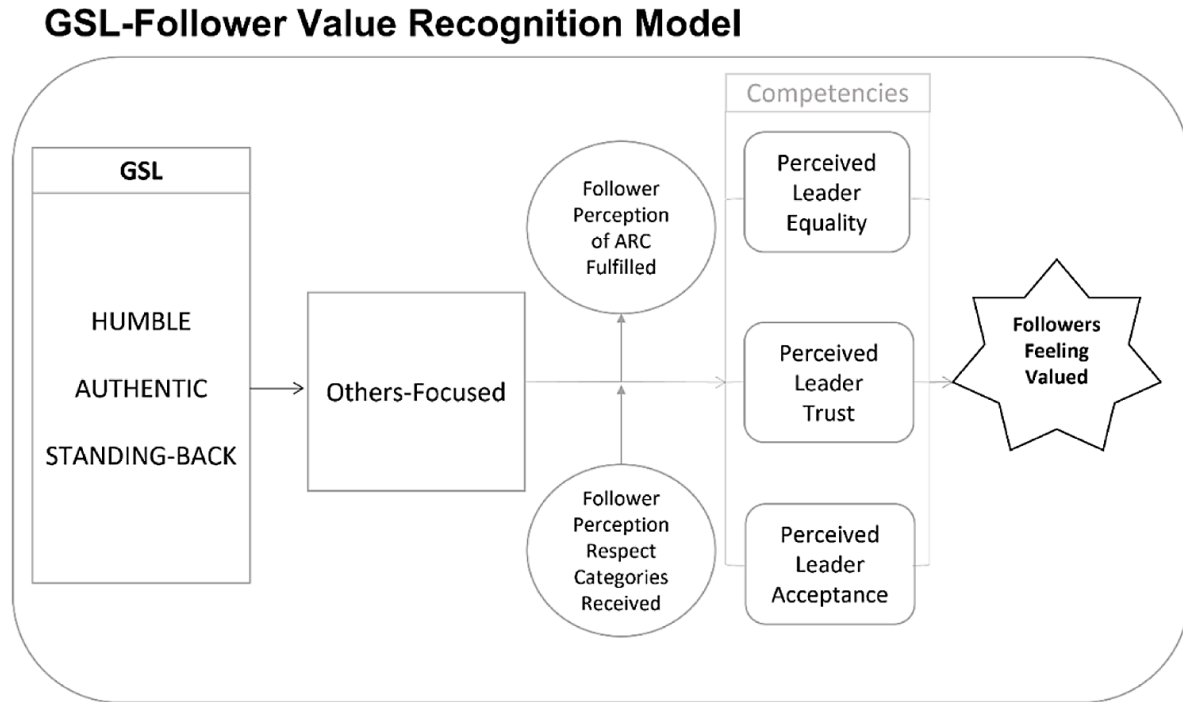 GSL-Follower Value Recognition Model
GSL
HUMBLE
AUTHENTIC
STANDING-BACK
Others-Focused
Follower
Perception
of ARC
Fulfilled
Follower
Perception
Respect
Categories
Received
Competencies
Perceived
Leader
Equality
Perceived
Leader
Trust
Perceived
Leader
Acceptance
Followers
Feeling
Valued